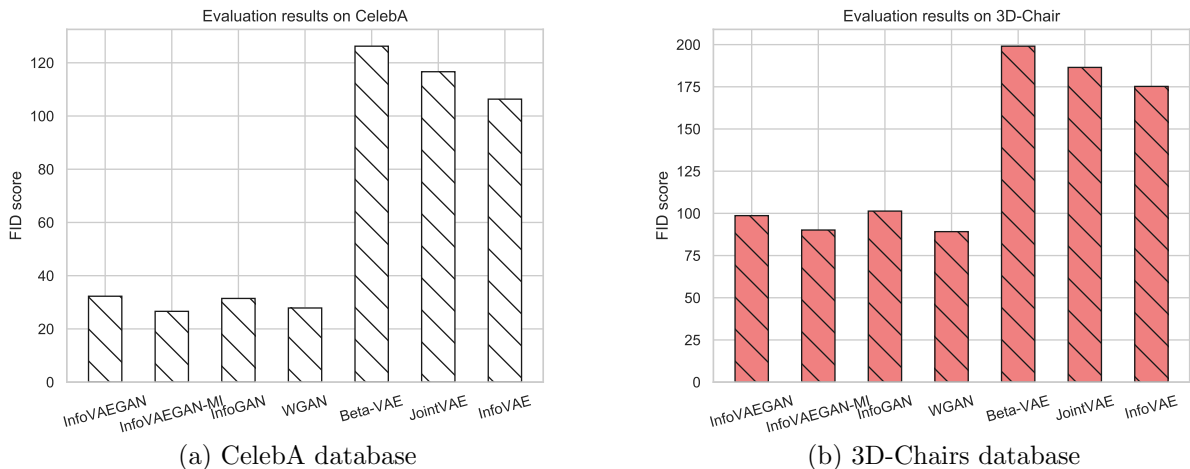 Evaluation results on CelebA
FID score
120
100
80
60
40
20
0
InfoVAEGAN
InfoVAEGAN-MI
InfoGAN
WGAN
Beta-VAE
JointVAE
InfoVAE
(a) CelebA database
Evaluation results on 3D-Chair
FID score
200
175
150
125
100
75
50
25
0
InfoVAEGAN
InfoVAEGAN-MI
InfoGAN
WGAN
Beta-VAE
JointVAE
InfoVAE
(b) 3D-Chairs database